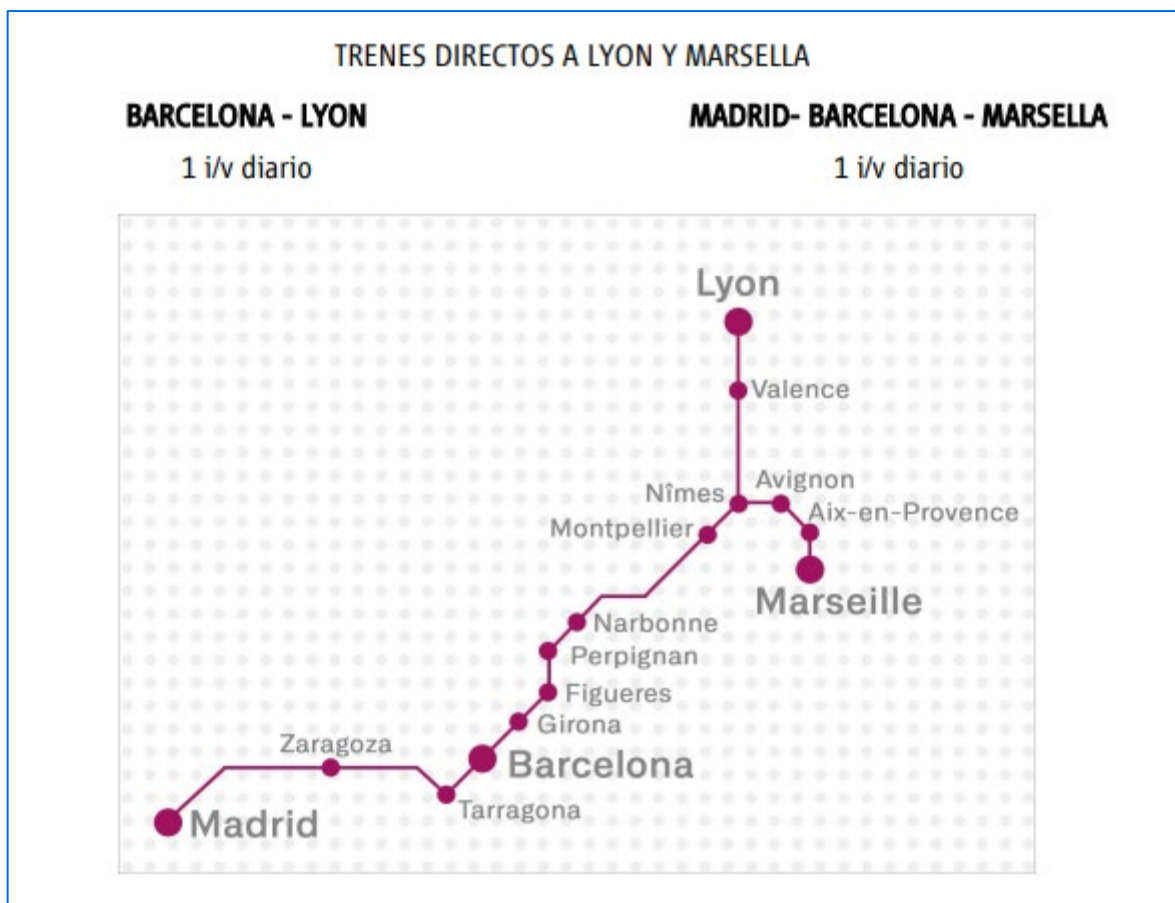 TRENES DIRECTOS A LYON Y MARSELLA
BARCELONA - LYON
1 i/v diario
MADRID- BARCELONA - MARSELLA
1 i/v diario
Lyon
Valence
Nîmes
Avignon
Montpellier
Aix-en-Provence
Marseille
Narbonne
Perpignan
Figueres
Girona
Zaragoza
Barcelona
Tarragona
Madrid